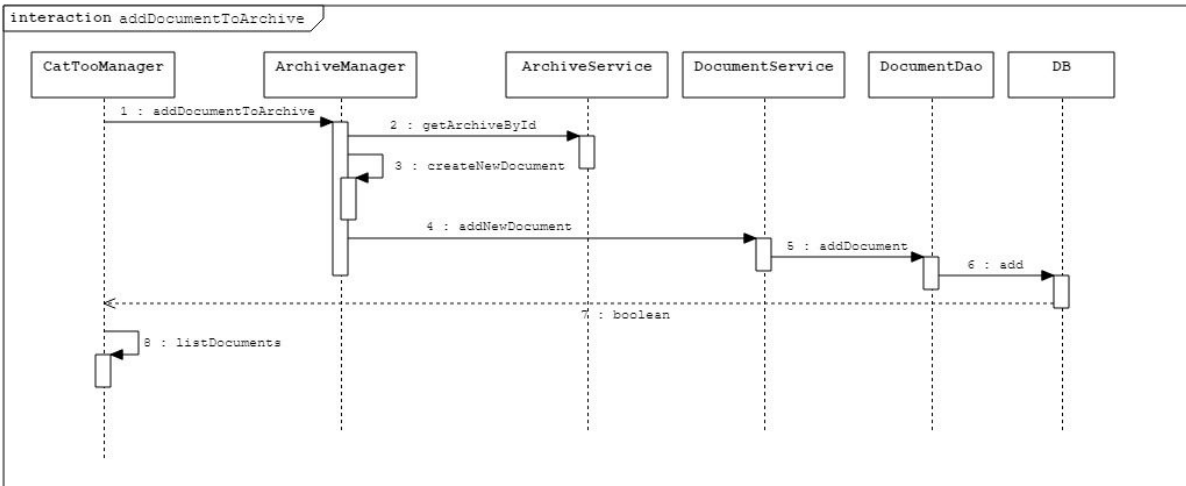 interaction addDocumentToArchive
CatTooManager ArchiveManager ArchiveService DocumentService DocumentDao DB
1 : addDocumentToArchive
2 : getArchiveById
3 : createNewDocument
4 : addNewDocument
5 : addDocument
6 : add
7 : boolean
8 : listDocuments